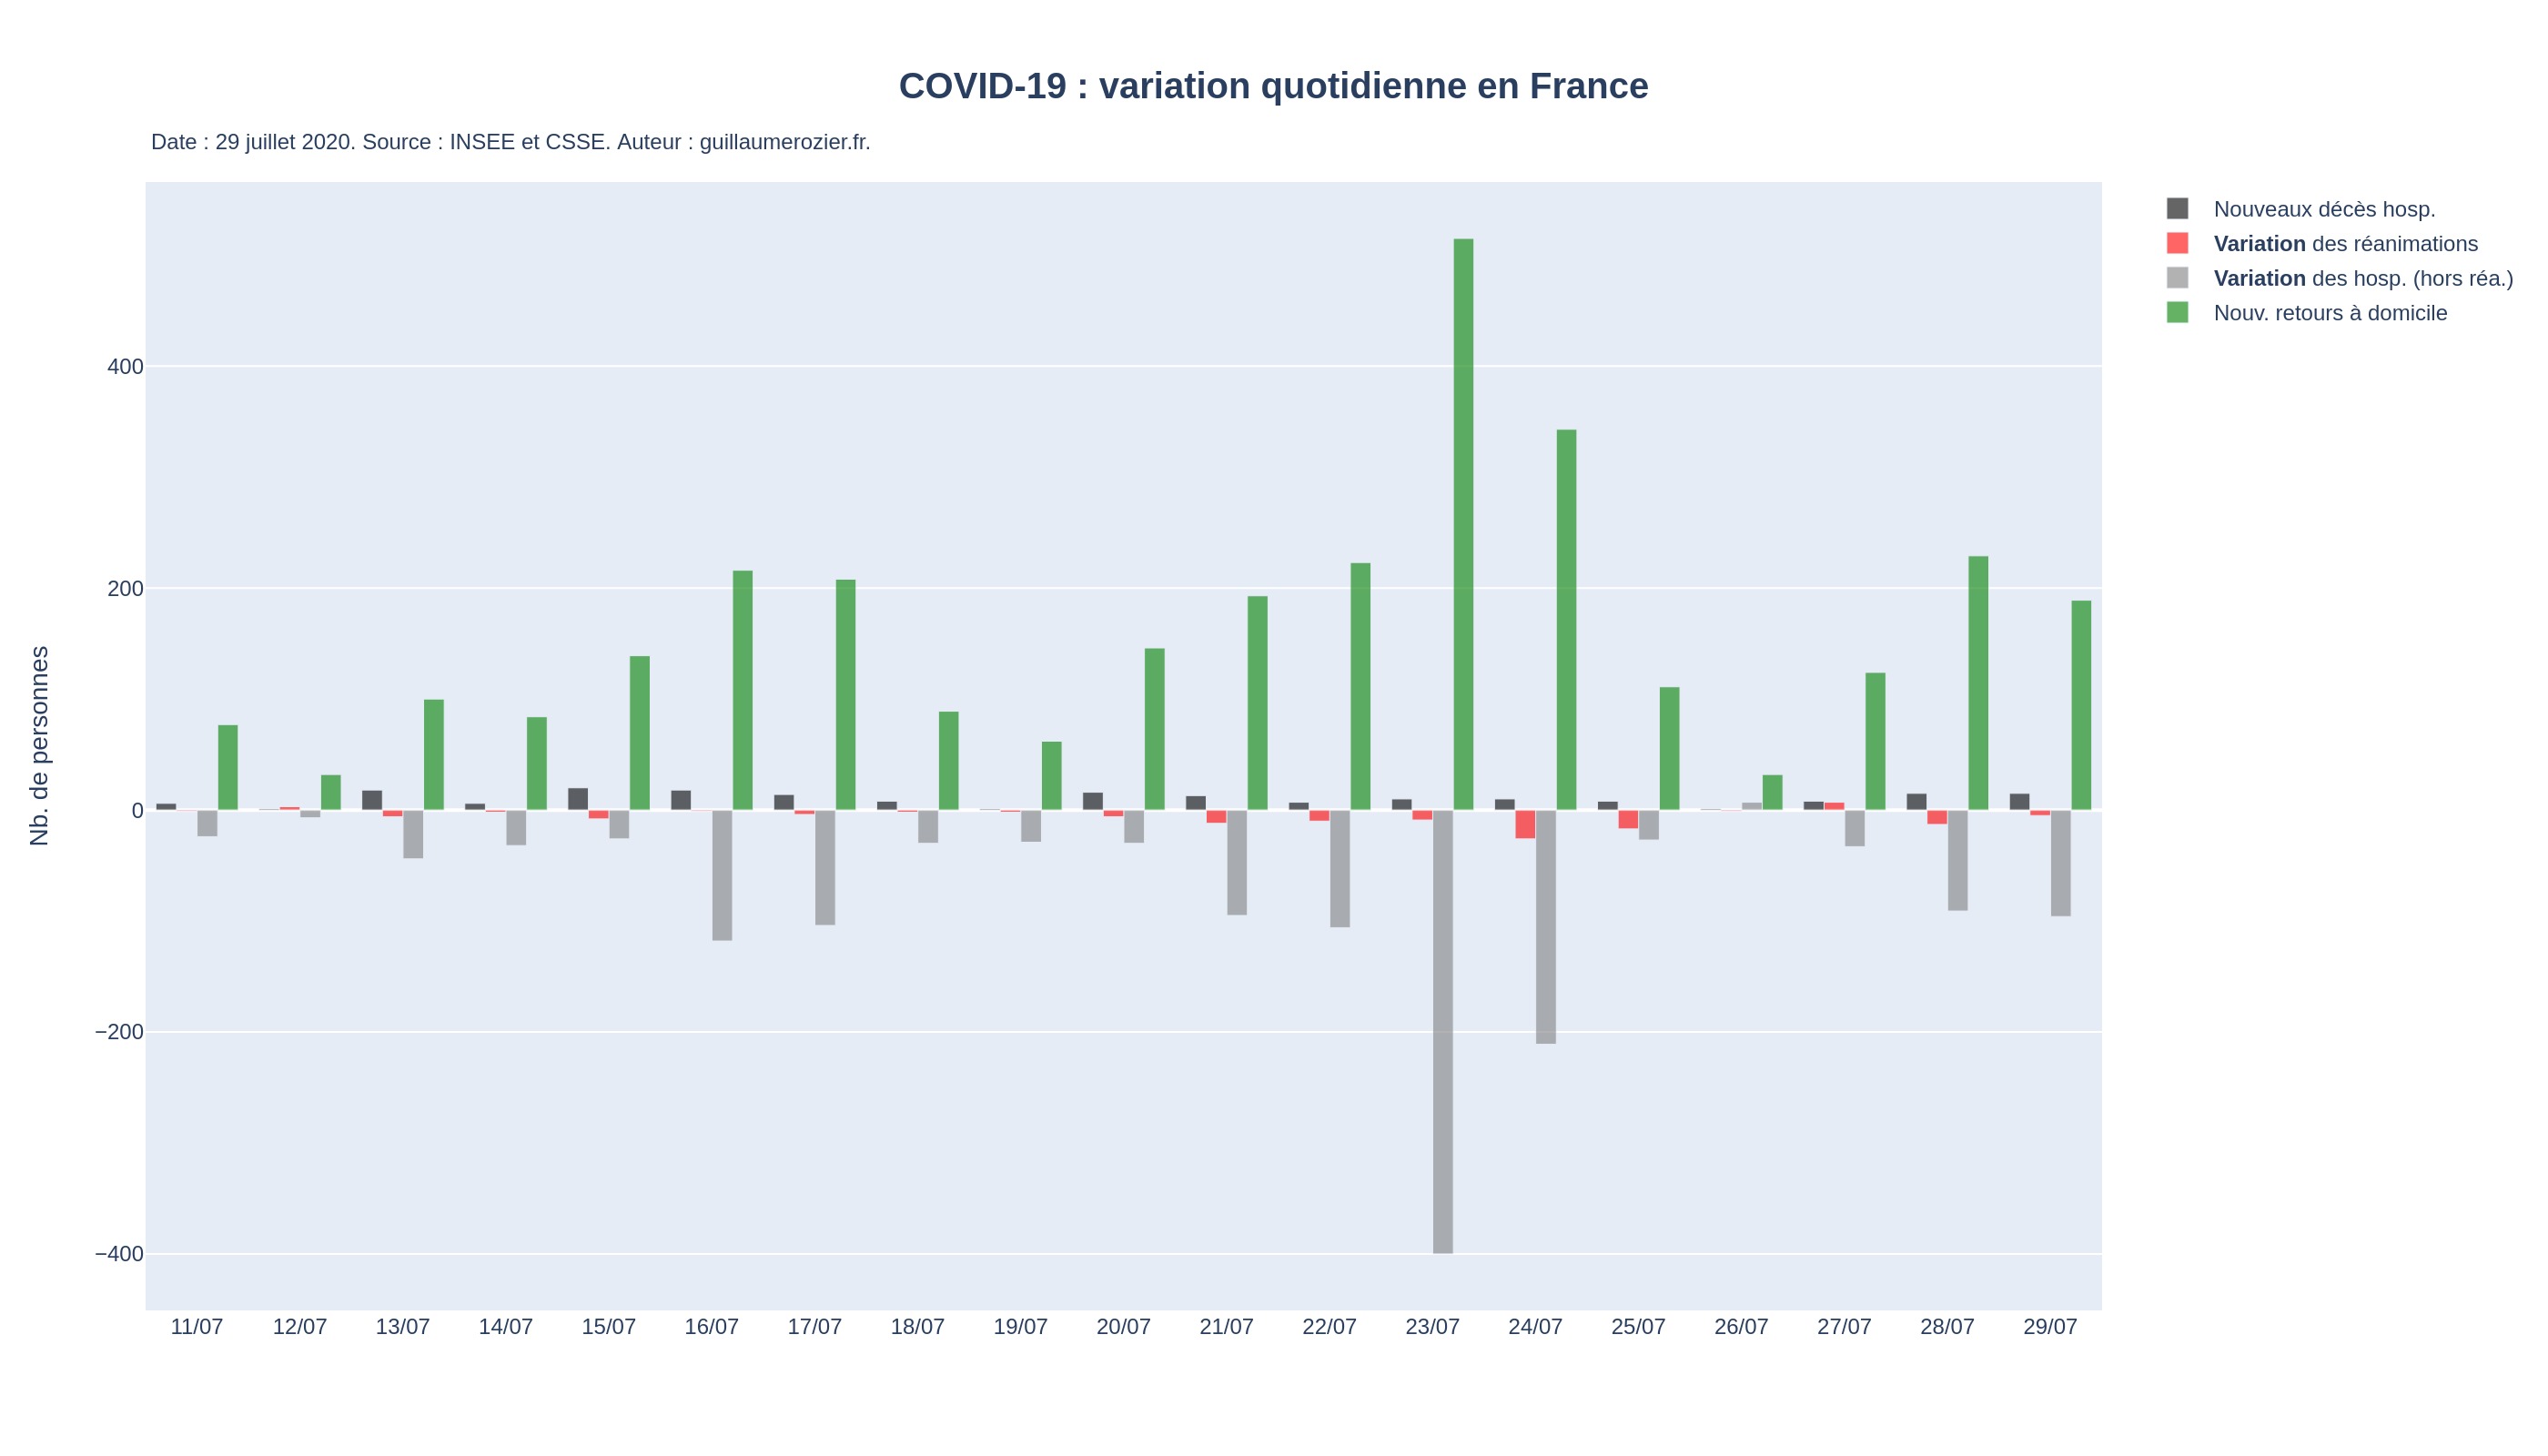 COVID-19 : variation quotidienne en France
Date : 29 juillet 2020. Source : INSEE et CSSE. Auteur : guillaumerozier.fr.
Nouveaux décès hosp.
Variation des réanimations
Variation des hosp. (hors réa.)
Nouv. retours à domicile
Nb. de personnes
400
200
0
−200
−400
11/07 12/07 13/07 14/07 15/07 16/07 17/07 18/07 19/07 20/07 21/07 22/07 23/07 24/07 25/07 26/07 27/07 28/07 29/07